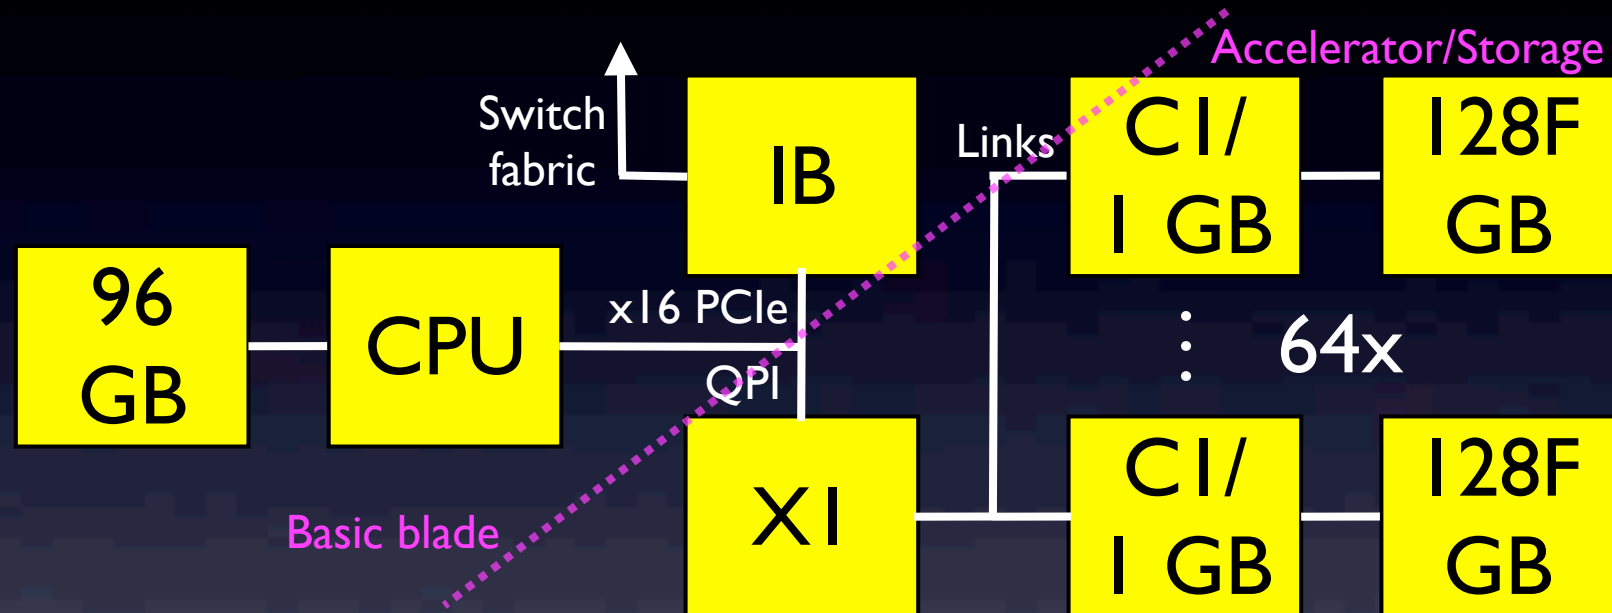 Accelerator/Storage
Switch
fabric
IB
Links
C1/
1 GB
128F
GB
96
GB
CPU
x16 PCIe
QPI
64x
Basic blade
X1
C1/
1 GB
128F
GB